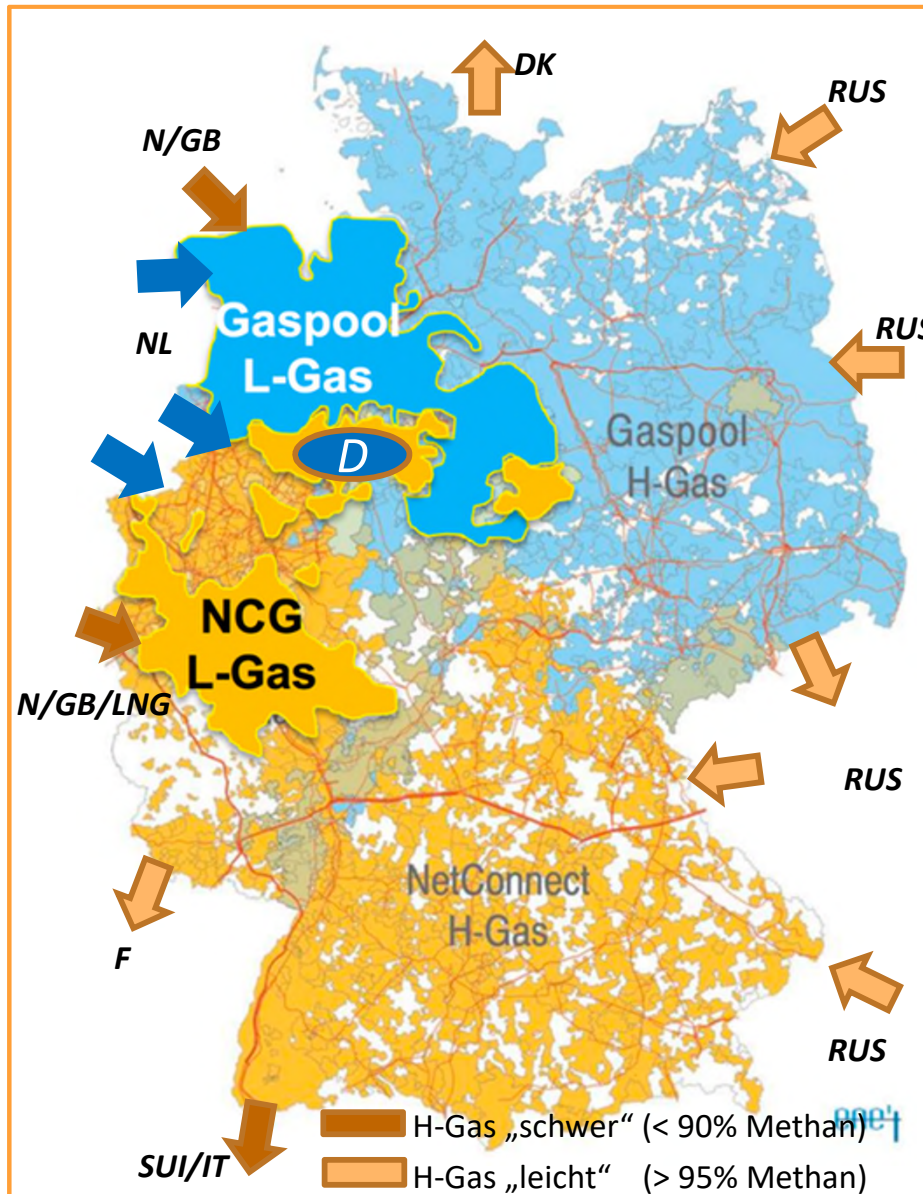 DK
RUS
N/GB
NL
RUS
Gaspool
L-Gas
D
Gaspool
H-Gas
NCG
L-Gas
N/GB/LNG
RUS
NetConnect
H-Gas
F
RUS
SUI/IT
H-Gas „schwer“ (< 90% Methan)
H-Gas „leicht“ (> 95% Methan)